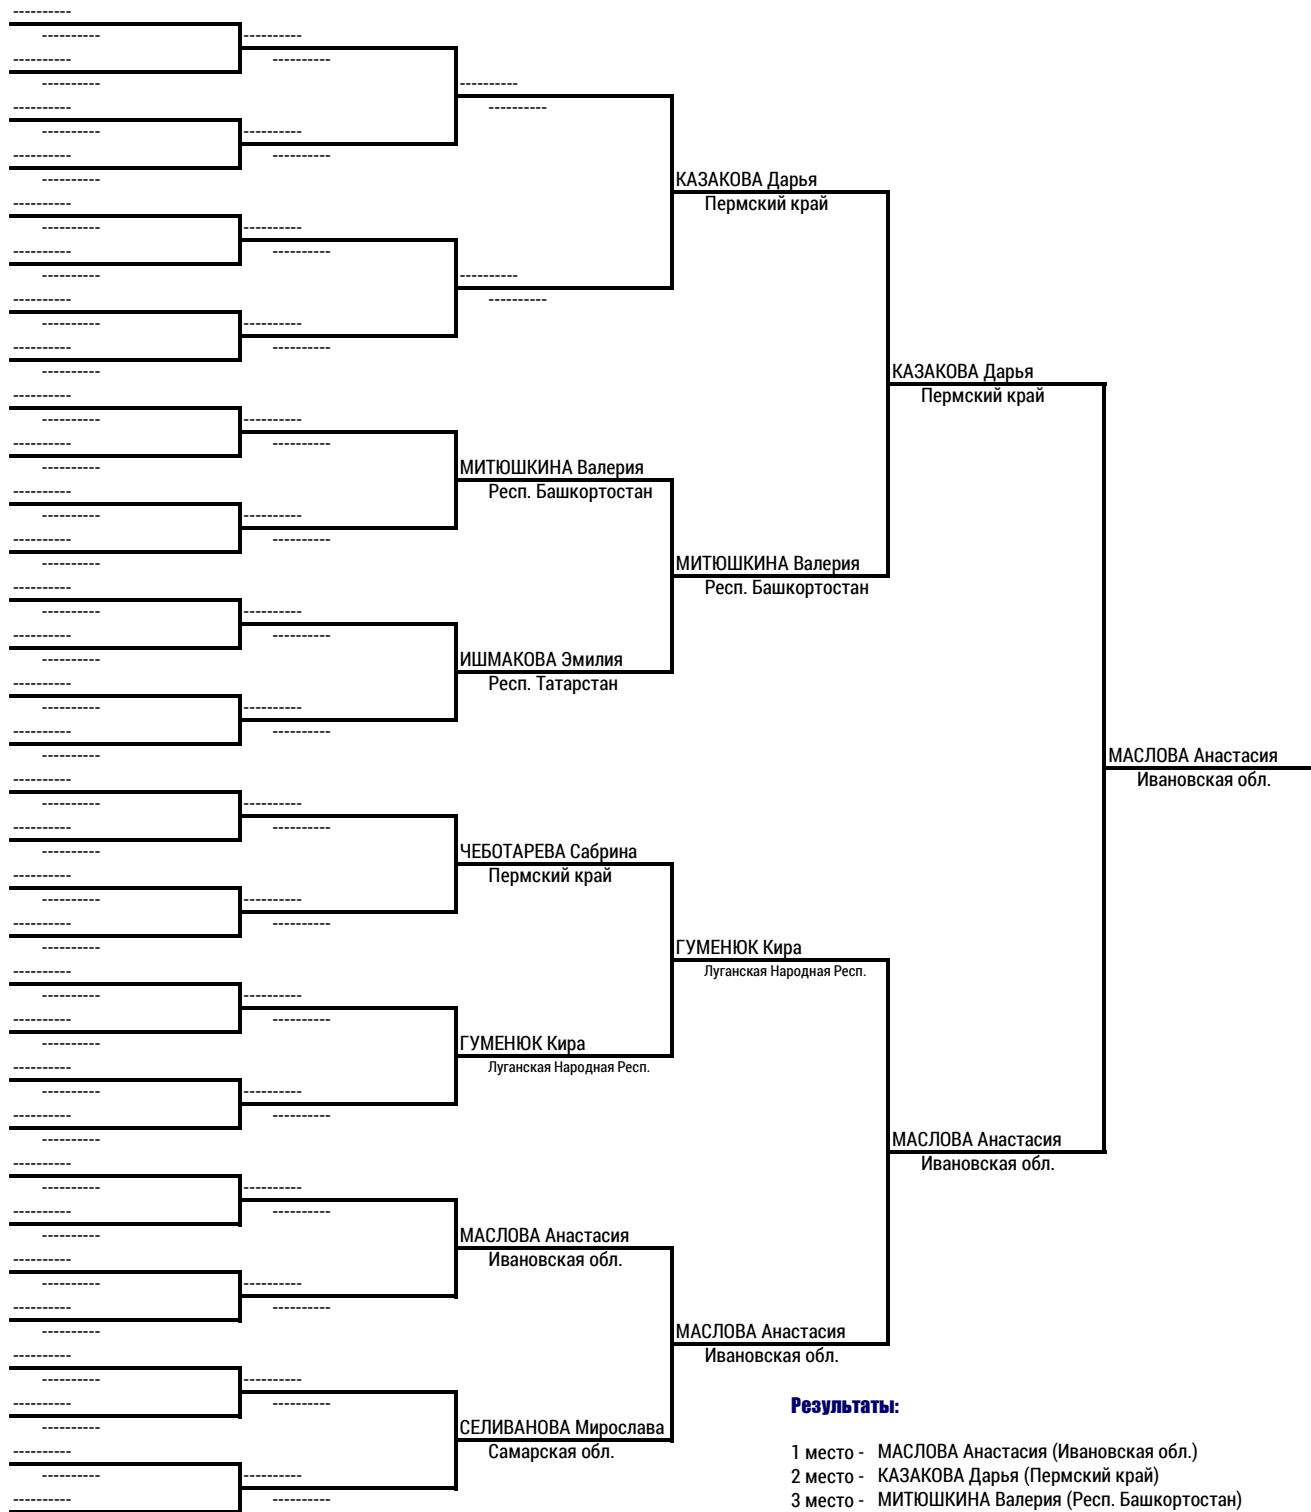 КАЗАКОВА Дарья
Пермский край
КАЗАКОВА Дарья
Пермский край
МИТЮШКИНА Валерия
Респ. Башкортостан
МИТЮШКИНА Валерия
Респ. Башкортостан
ИШМАКОВА Эмилия
Респ. Татарстан
МАСЛОВА Анастасия
Ивановская обл.
ЧЕБОТАРЕВА Сабрина
Пермский край
ГУМЕНЮК Кира
Луганская Народная Респ.
ГУМЕНЮК Кира
Луганская Народная Респ.
МАСЛОВА Анастасия
Ивановская обл.
МАСЛОВА Анастасия
Ивановская обл.
МАСЛОВА Анастасия
Ивановская обл.
СЕЛИВАНОВА Мирослава
Самарская обл.
Результаты:
1 место - МАСЛОВА Анастасия (Ивановская обл.)
2 место - КАЗАКОВА Дарья (Пермский край)
3 место - МИТЮШКИНА Валерия (Респ. Башкортостан)